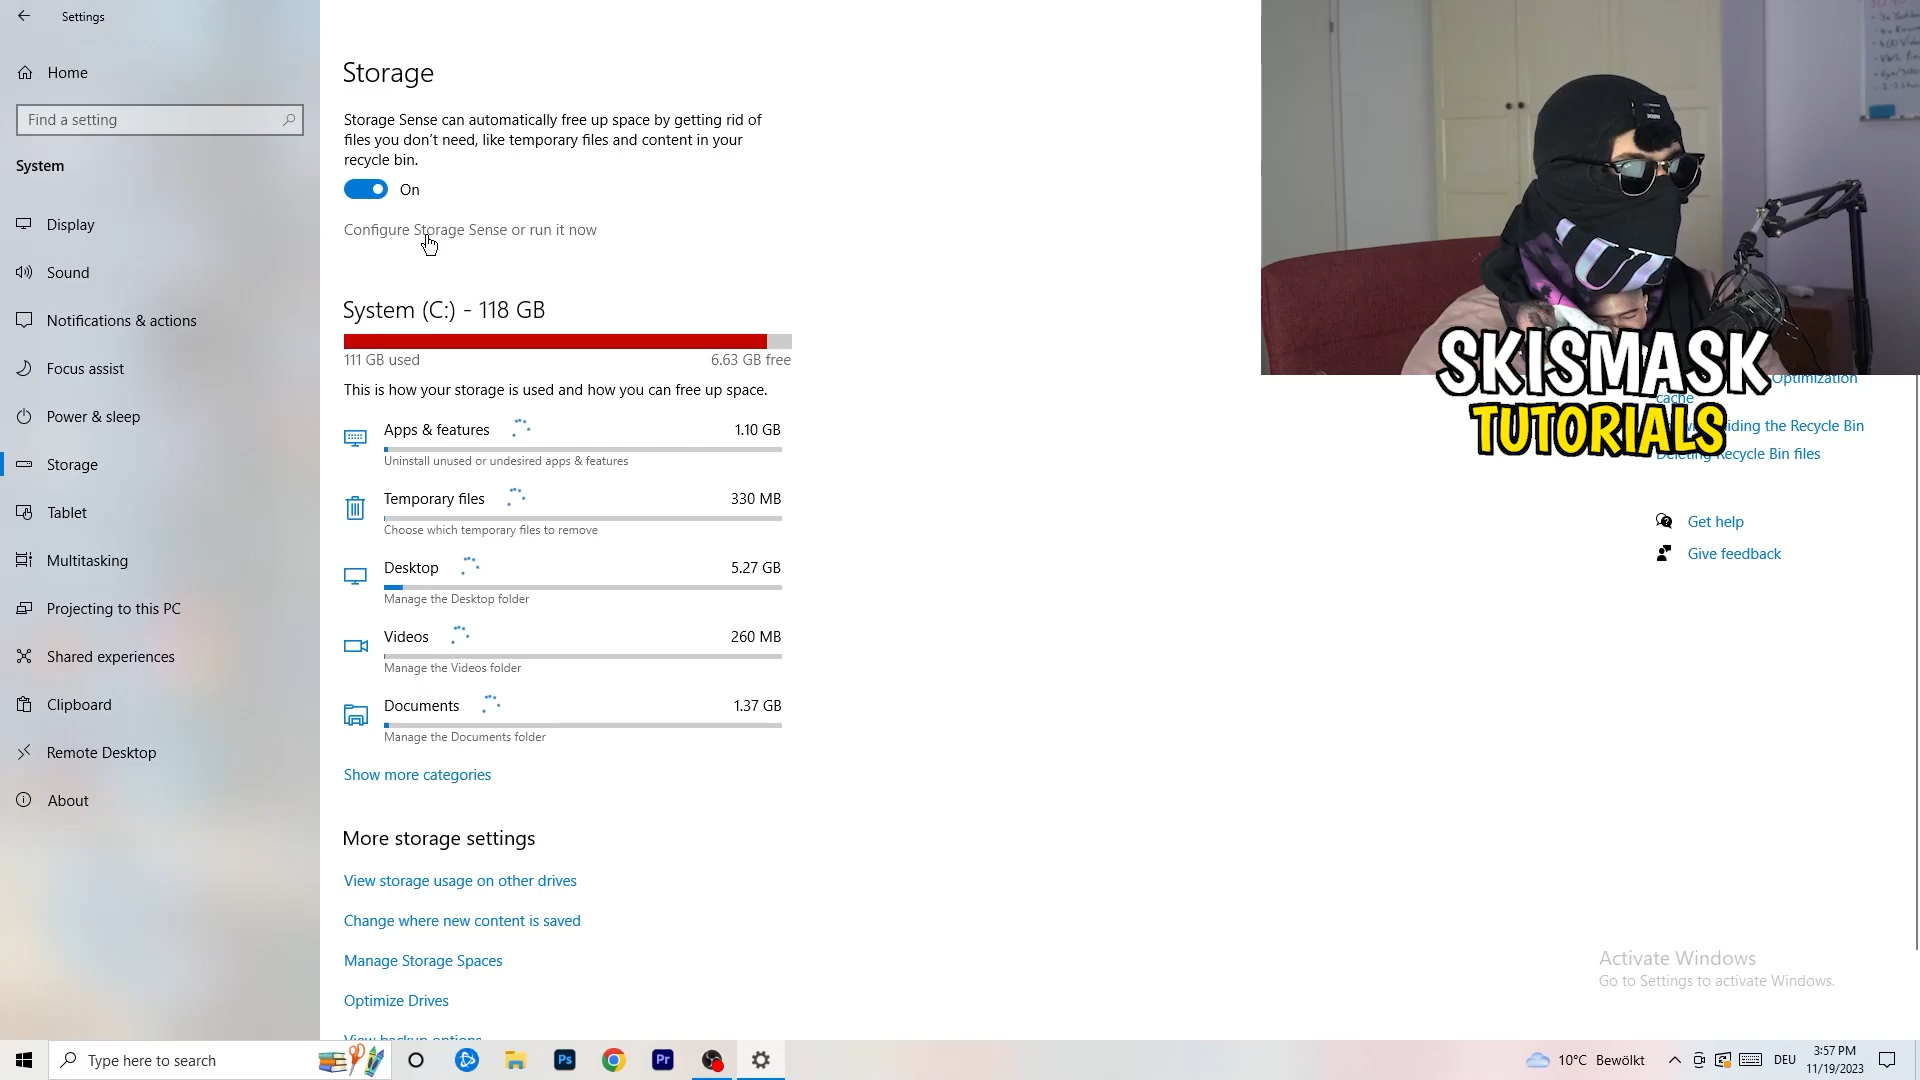 Settings
Home
Find a setting
System
Display
Sound
Notifications & actions
Focus assist
Power & sleep
Storage
Tablet
Multitasking
Projecting to this PC
Shared experiences
Clipboard
Remote Desktop
About
Storage
Storage Sense can automatically free up space by getting rid of
files you don't need, like temporary files and content in your
recycle bin.
On
Configure Storage Sense or run it now
System (C:) - 118 GB
111 GB used
6.63 GB free
This is how your storage is used and how you can free up space.
Apps & features
1.10 GB
Uninstall unused or undesired apps & features
Temporary files
330 MB
Choose which temporary files to remove
Desktop
5.27 GB
Manage the Desktop folder
Videos
260 MB
Manage the Videos folder
Documents
1.37 GB
Manage the Documents folder
Show more categories
More storage settings
View storage usage on other drives
Change where new content is saved
Manage Storage Spaces
Optimize Drives
View backup options
SKISMASK
TUTORIALS
Optimization
cache
the Recycle Bin
Recycle Bin files
Get help
Give feedback
Activate Windows
Go to Settings to activate Windows.
Type here to search
Ps
Pr
10°C Bewölkt
DEU
3:57 PM
11/19/2023